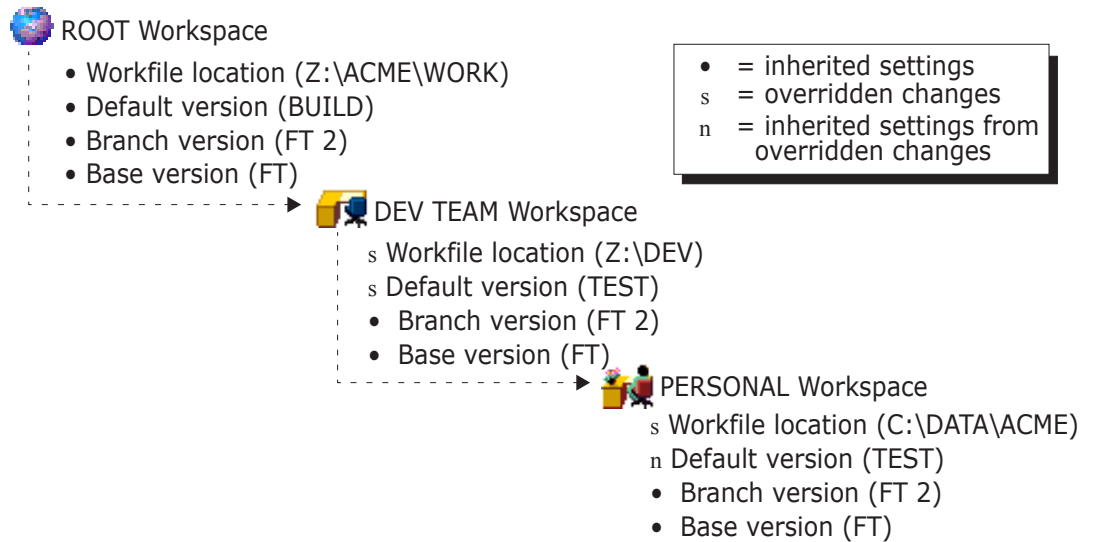 ROOT Workspace
• Workfile location (Z:\ACME\WORK)
• Default version (BUILD)
• Branch version (FT 2)
• Base version (FT)
• = inherited settings
s = overridden changes
n = inherited settings from
overridden changes
DEV TEAM Workspace
s Workfile location (Z:\DEV)
s Default version (TEST)
• Branch version (FT 2)
• Base version (FT)
PERSONAL Workspace
s Workfile location (C:\DATA\ACME)
n Default version (TEST)
• Branch version (FT 2)
• Base version (FT)